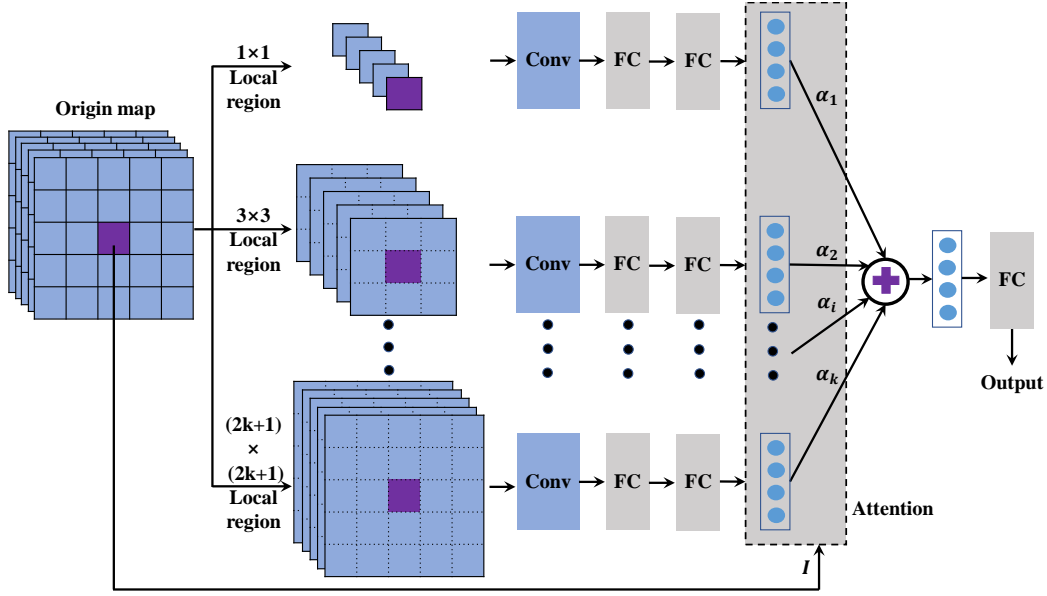 Origin map
1×1
Local
region
Conv
FC
FC
α₁
3×3
Local
region
Conv
FC
FC
α₂
FC
αᵢ
Output
αₖ
(2k+1)
×
(2k+1)
Local
region
Conv
FC
FC
Attention
I